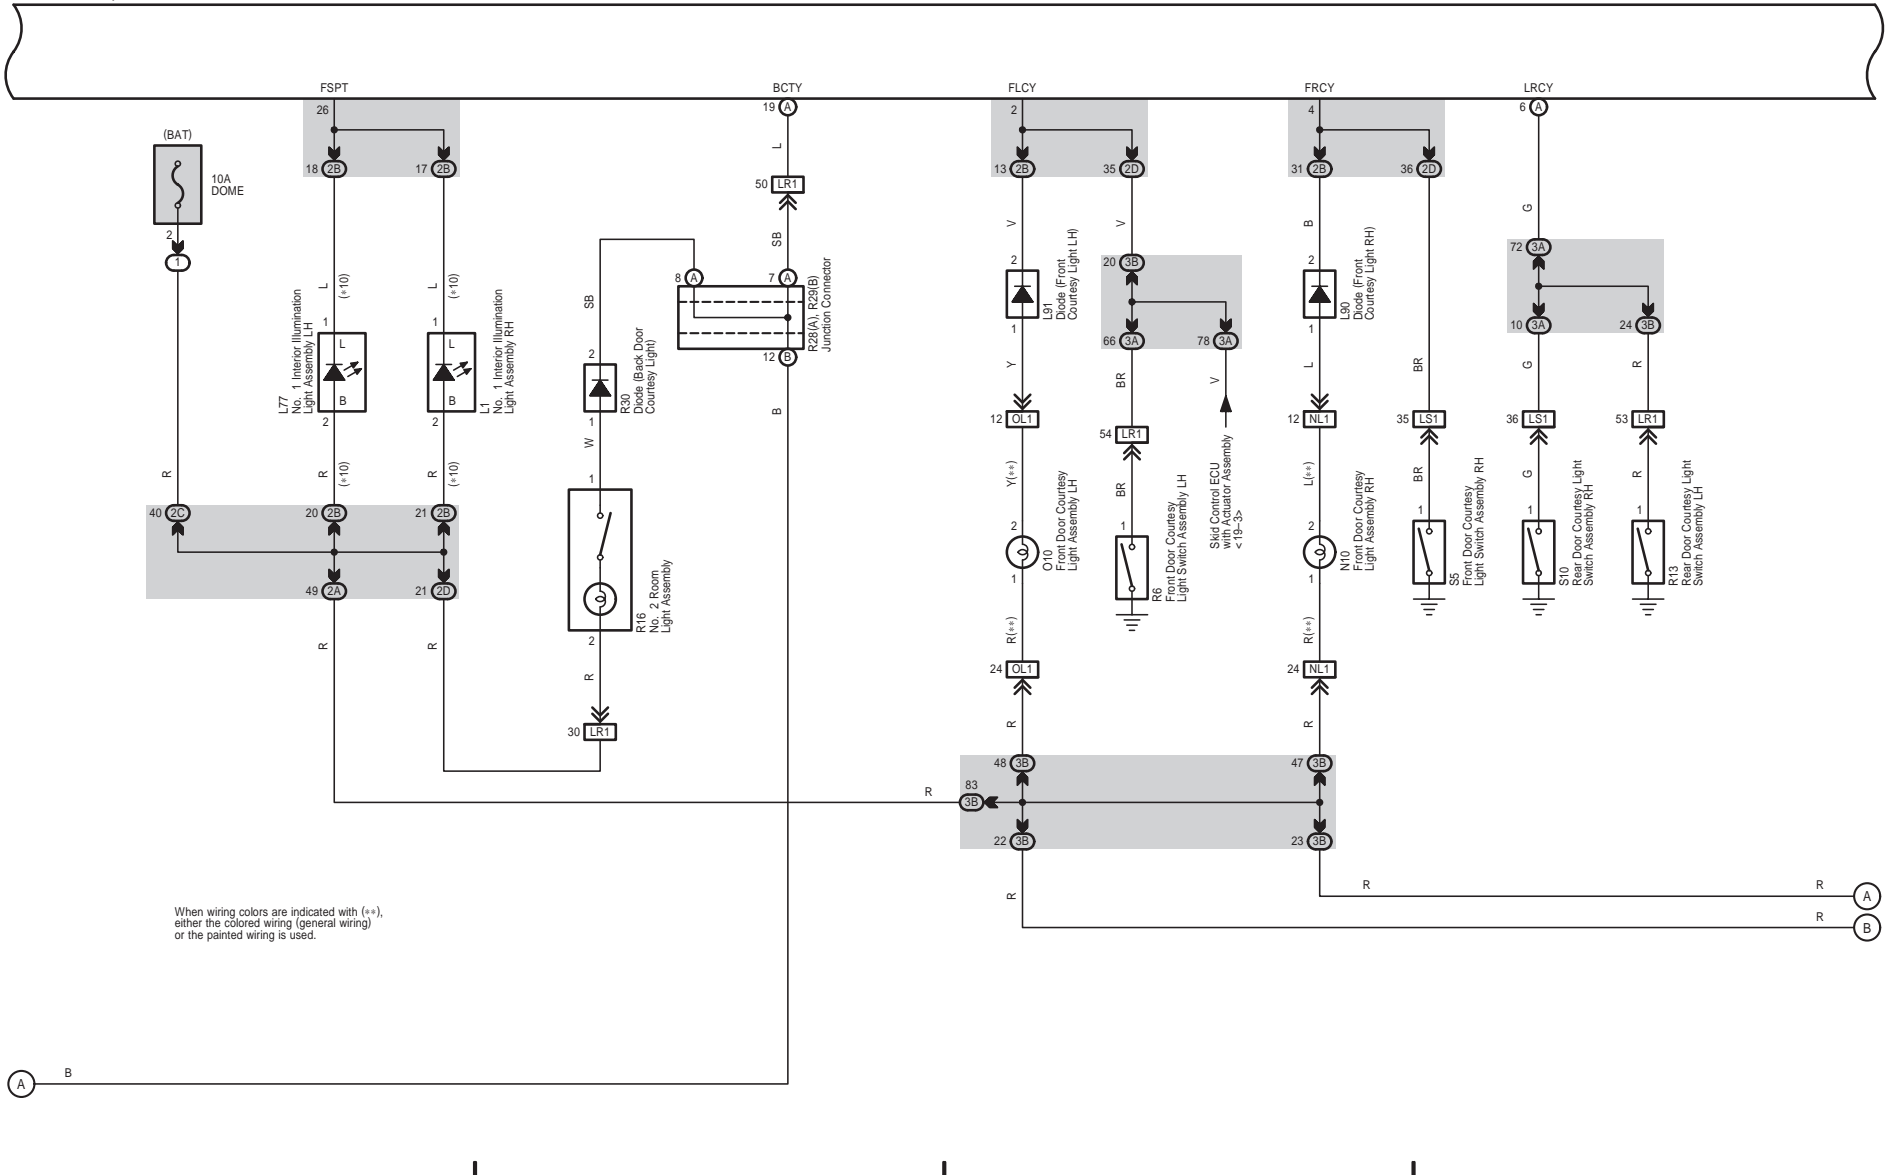 FSPT
BCTY
FLCY
FRCY
LRCY
26
19 A
2
4
6 A
(BAT)
10A
DOME
2
1
18 2B
17 2B
13 2B
35 2D
31 2B
36 2D
L
50 LR1
SB
V
V
B
G
L
(*10)
L
(*10)
8 A
7 A
R28(A), R29(B)
Junction Connector
12 B
SB
B
2
L91
Diode (Front
Courtesy Light LH)
1
20 3B
66 3A
78 3A
2
L90
Diode (Front
Courtesy Light RH)
1
72 3A
10 3A
24 3B
1
L
B
2
L77
No. 1 Interior Illumination
Light Assembly LH
1
L
B
2
L1
No. 1 Interior Illumination
Light Assembly RH
2
R30
Diode (Back Door
Courtesy Light)
1
W
Y
BR
V
L
BR
G
R
12 OL1
54 LR1
12 NL1
35 LS1
36 LS1
53 LR1
R
R
(*10)
R
(*10)
Y(**)
BR
Skid Control ECU
with Actuator Assembly
<19-3>
L(**)
BR
G
R
40 2C
20 2B
21 2B
49 2A
21 2D
1
R16
No. 2 Room
Light Assembly
2
2
O10
Front Door Courtesy
Light Assembly LH
1
1
R6
Front Door Courtesy
Light Switch Assembly LH
2
N10
Front Door Courtesy
Light Assembly RH
1
1
S5
Front Door Courtesy
Light Switch Assembly RH
1
S10
Rear Door Courtesy Light
Switch Assembly RH
1
R13
Rear Door Courtesy Light
Switch Assembly LH
R
R
R
R(**)
R(**)
30 LR1
24 OL1
24 NL1
R
R
48 3B
47 3B
83
3B
R
22 3B
23 3B
R
R
R
A
R
B
When wiring colors are indicated with (**),
either the colored wiring (general wiring)
or the painted wiring is used.
A
B